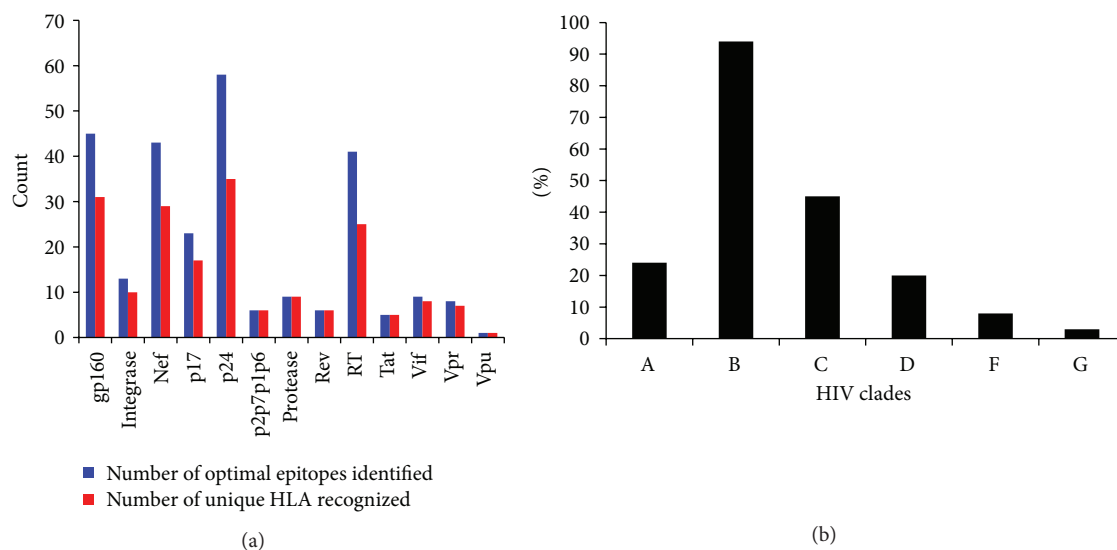 70
60
50
40
30
20
10
0
Count
gp160
Integrase
Nef
p17
p24
p2p7p1p6
Protease
Rev
RT
Tat
Vif
Vpr
Vpu
Number of optimal epitopes identified
Number of unique HLA recognized
(a)
100
90
80
70
60
50
40
30
20
10
0
(%)
A B C D F G
HIV clades
(b)